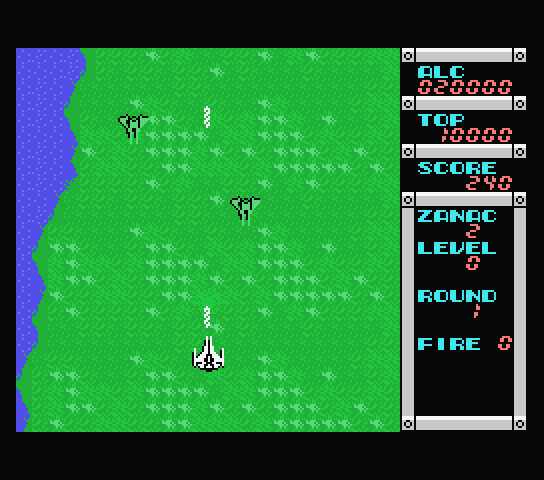 ALC
020000
TOP
10000
SCORE
240
ZANAC
2
LEVEL
0
ROUND
1
FIRE 0